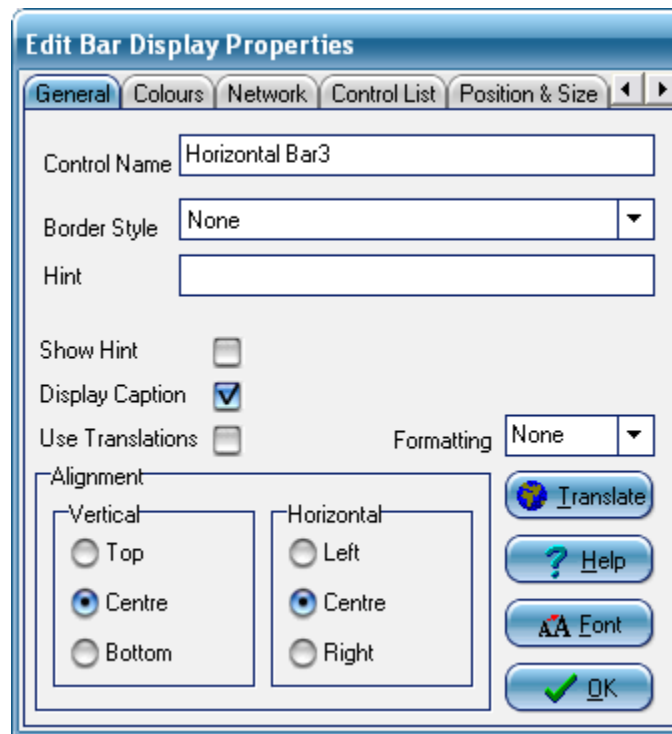 Edit Bar Display Properties
General Colours Network Control List Position & Size
Control Name Horizontal Bar3
Border Style None
Hint
Show Hint
Display Caption
Use Translations Formatting None
Alignment
Vertical Horizontal
Top Left
Centre Centre
Bottom Right
Translate
Help
Font
OK